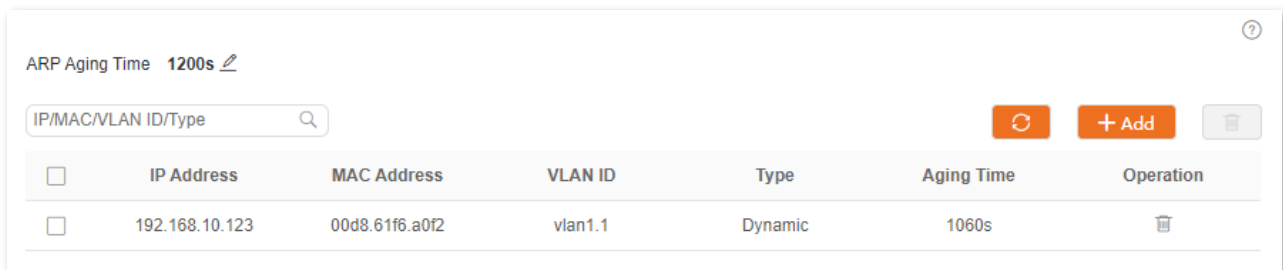 ?
ARP Aging Time 1200s
IP/MAC/VLAN ID/Type
+ Add
IP Address MAC Address VLAN ID Type Aging Time Operation
192.168.10.123 00d8.61f6.a0f2 vlan1.1 Dynamic 1060s